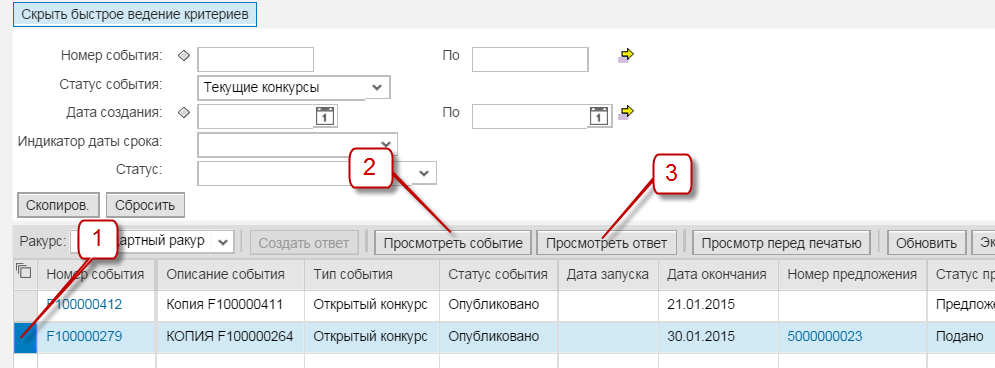 Скрыть быстрое ведение критериев
Номер события: По
Статус события: Текущие конкурсы
Дата создания: 1 По 1
Индикатор даты срока:
Статус: 2 3
Скопиров. Сбросить
1
Ракурс: дартный ракур Создать ответ Просмотреть событие Просмотреть ответ Просмотр перед печатью Обновить Эк
Номер события Описание события Тип события Статус события Дата запуска Дата окончания Номер предложения Статус пр
F100000412 Копия F100000411 Открытый конкурс Опубликовано 21.01.2015 Предложе
F100000279 КОПИЯ F100000264 Открытый конкурс Опубликовано 30.01.2015 5000000023 Подано